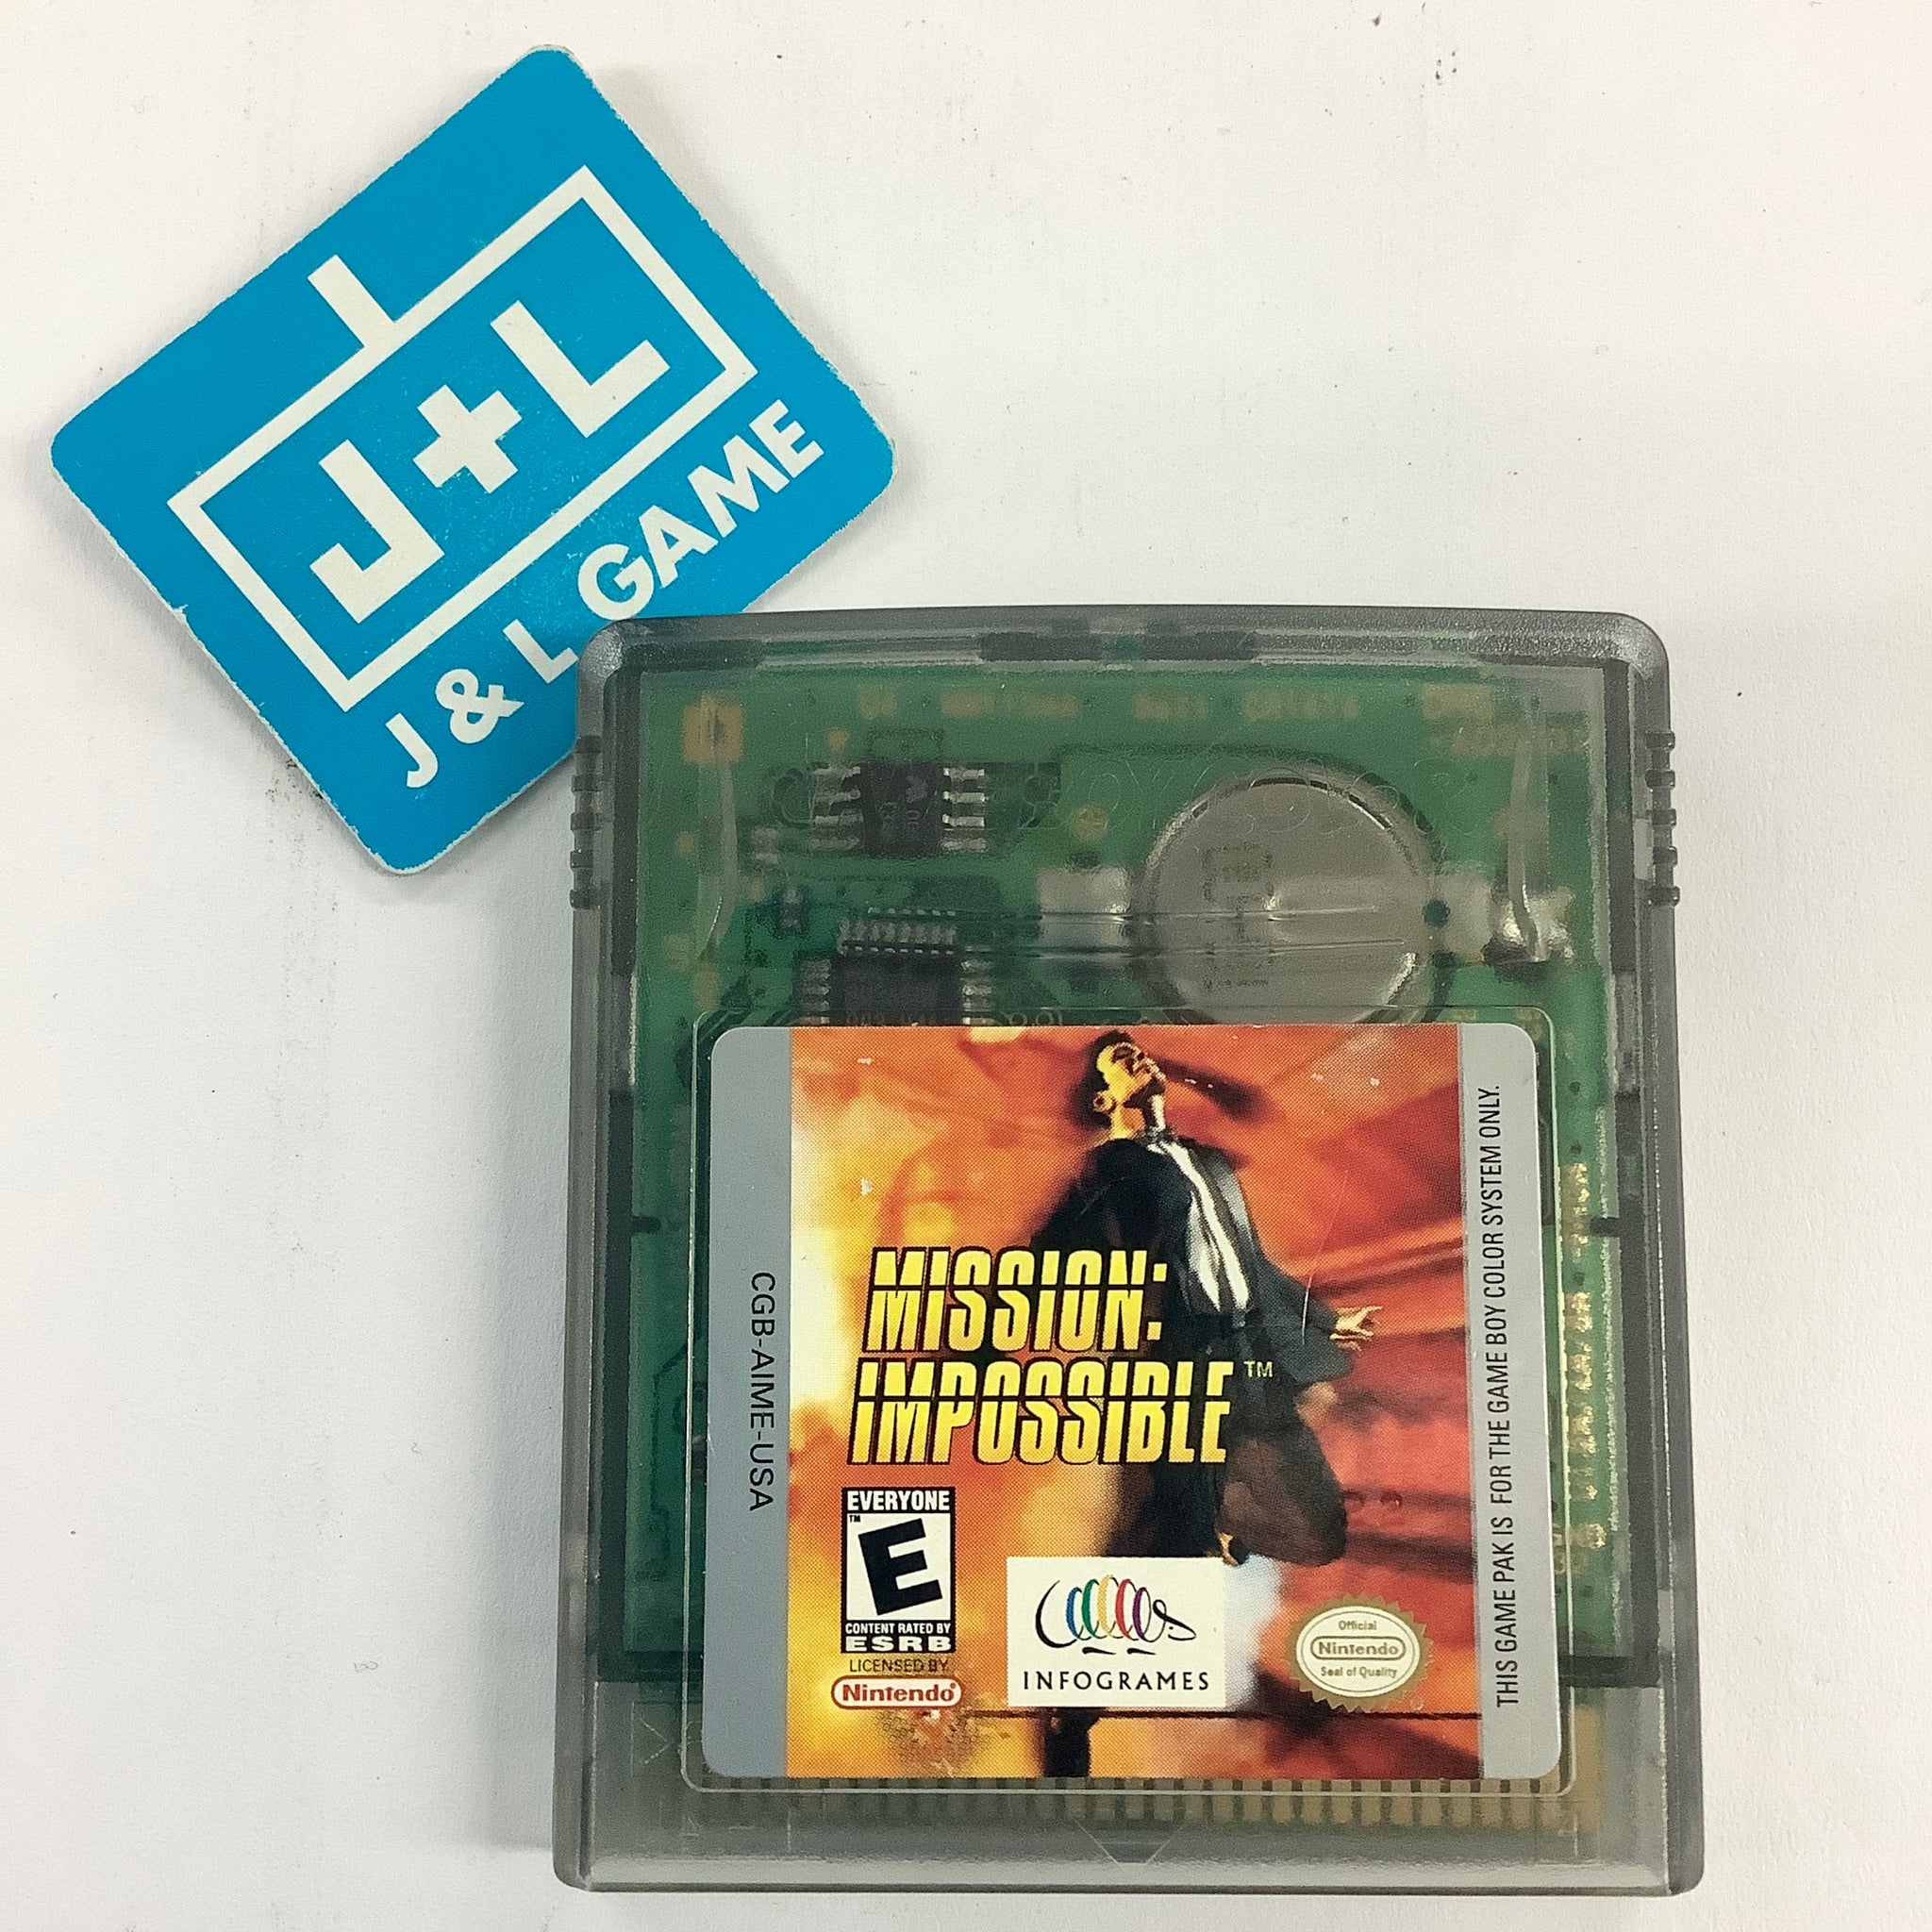 J+L
J & L GAME
CGB-AIME-USA
MISSION:
IMPOSSIBLE™
EVERYONE
™
E
CONTENT RATED BY
ESRB
LICENSED BY
Nintendo®
INFOGRAMES
Official
Nintendo
Seal of Quality
THIS GAME PAK IS FOR THE GAME BOY COLOR SYSTEM ONLY.